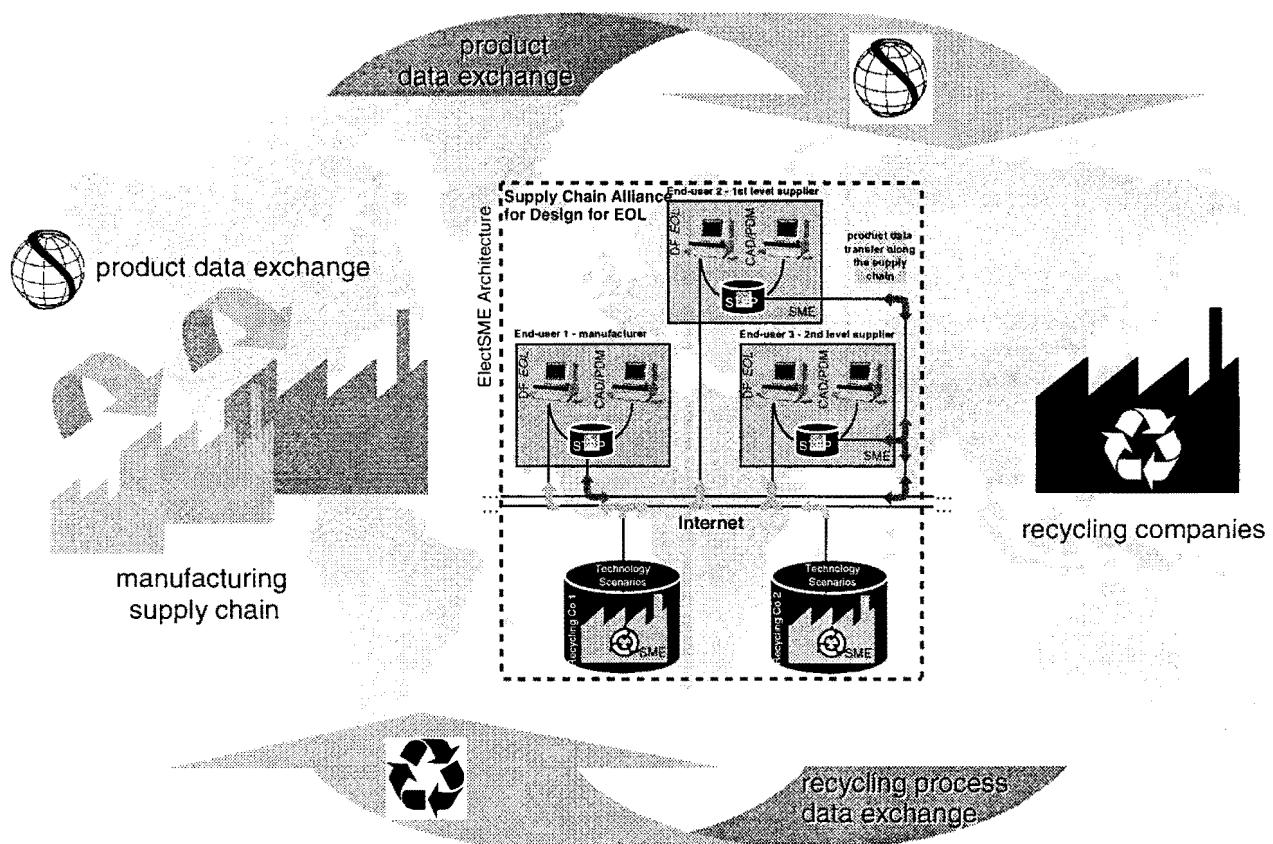 product
data exchange
product data exchange
manufacturing
supply chain
ElectSME Architecture
Supply Chain Alliance
for Design for EOL
End-user 2 - 1st level supplier
DF EOL
CAD/PDM
STEP
SME
product data
transfer along
the supply
chain
End-user 1 - manufacturer
DF EOL
CAD/PDM
STEP
End-user 3 - 2nd level supplier
DF EOL
CAD/PDM
STEP
SME
Internet
Technology
Scenarios
Recycling Co 1
SME
Technology
Scenarios
Recycling Co 2
SME
recycling companies
recycling process
data exchange